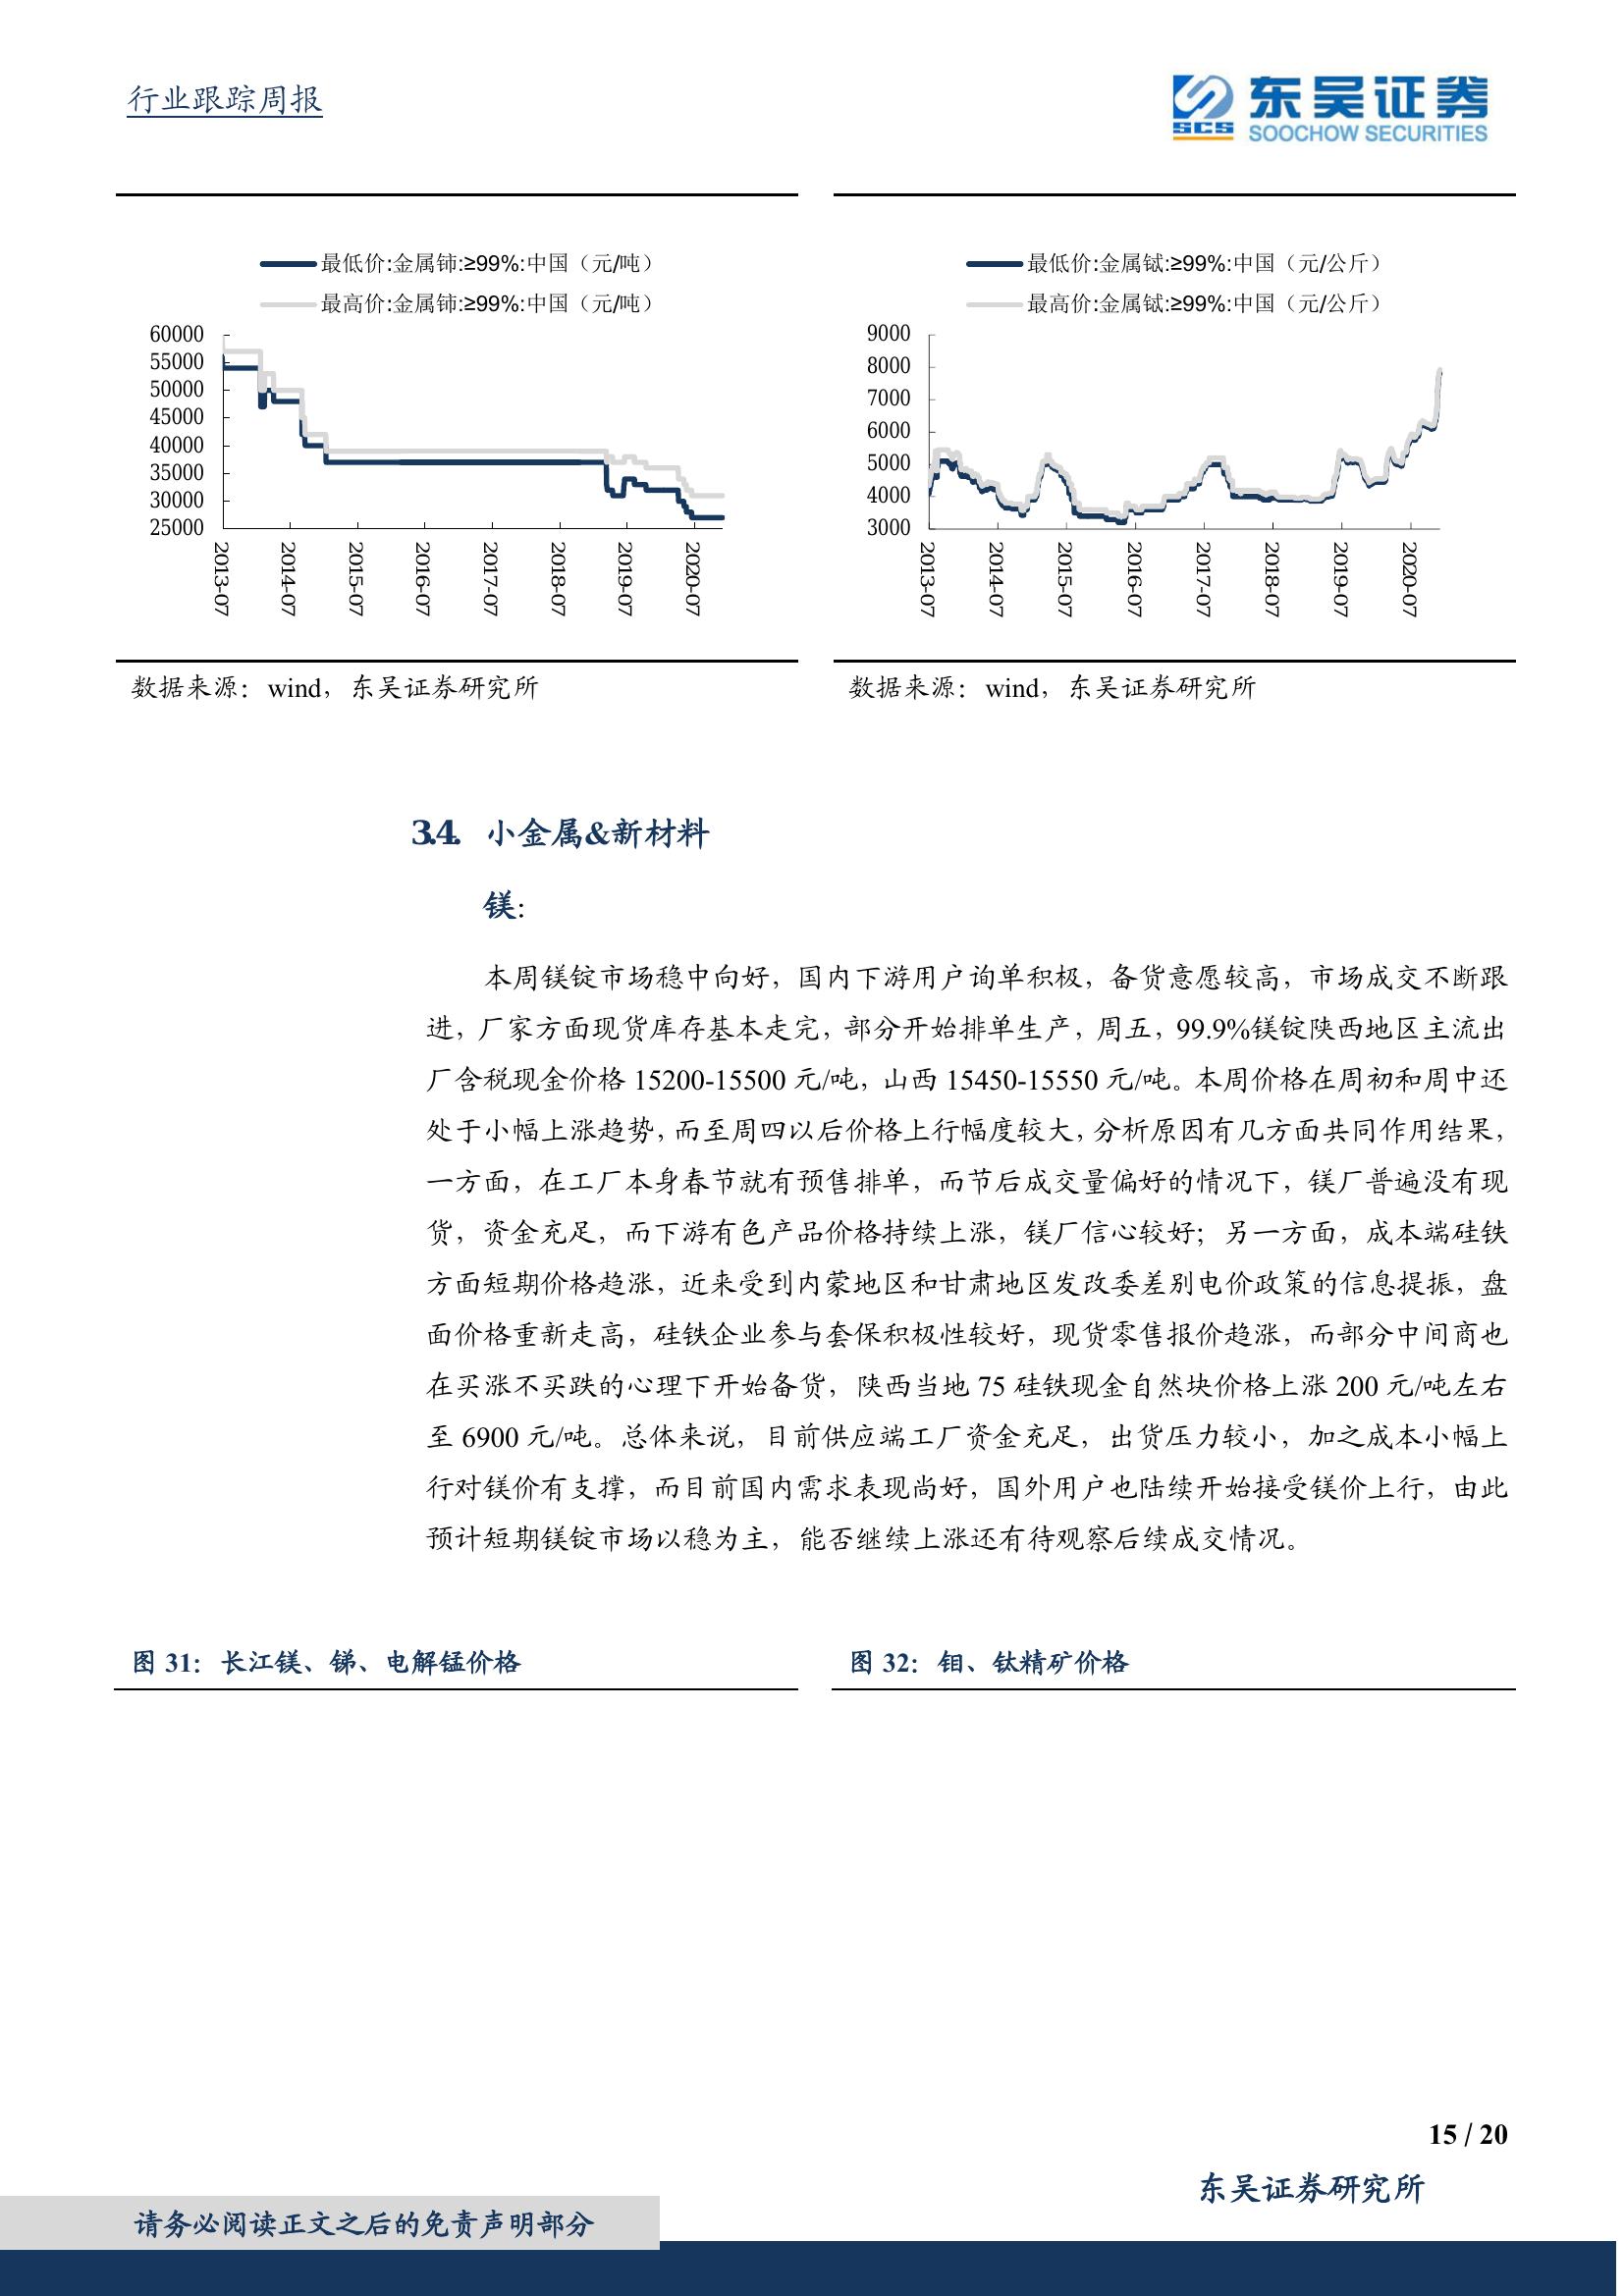 行业跟踪周报
SCS
东吴证券
SOOCHOW SECURITIES
最低价:金属铈:≥99%:中国（元/吨）
最高价:金属铈:≥99%:中国（元/吨）
60000
55000
50000
45000
40000
35000
30000
25000
2013-07
2014-07
2015-07
2016-07
2017-07
2018-07
2019-07
2020-07
最低价:金属铽:≥99%:中国（元/公斤）
最高价:金属铽:≥99%:中国（元/公斤）
9000
8000
7000
6000
5000
4000
3000
2013-07
2014-07
2015-07
2016-07
2017-07
2018-07
2019-07
2020-07
数据来源：wind，东吴证券研究所
数据来源：wind，东吴证券研究所
3.4. 小金属&新材料
镁：
本周镁锭市场稳中向好，国内下游用户询单积极，备货意愿较高，市场成交不断跟
进，厂家方面现货库存基本走完，部分开始排单生产，周五，99.9%镁锭陕西地区主流出
厂含税现金价格 15200-15500 元/吨，山西 15450-15550 元/吨。本周价格在周初和周中还
处于小幅上涨趋势，而至周四以后价格上行幅度较大，分析原因有几方面共同作用结果，
一方面，在工厂本身春节就有预售排单，而节后成交量偏好的情况下，镁厂普遍没有现
货，资金充足，而下游有色产品价格持续上涨，镁厂信心较好；另一方面，成本端硅铁
方面短期价格趋涨，近来受到内蒙地区和甘肃地区发改委差别电价政策的信息提振，盘
面价格重新走高，硅铁企业参与套保积极性较好，现货零售报价趋涨，而部分中间商也
在买涨不买跌的心理下开始备货，陕西当地 75 硅铁现金自然块价格上涨 200 元/吨左右
至 6900 元/吨。总体来说，目前供应端工厂资金充足，出货压力较小，加之成本小幅上
行对镁价有支撑，而目前国内需求表现尚好，国外用户也陆续开始接受镁价上行，由此
预计短期镁锭市场以稳为主，能否继续上涨还有待观察后续成交情况。
图 31：长江镁、锑、电解锰价格
图 32：钼、钛精矿价格
15 / 20
东吴证券研究所
请务必阅读正文之后的免责声明部分